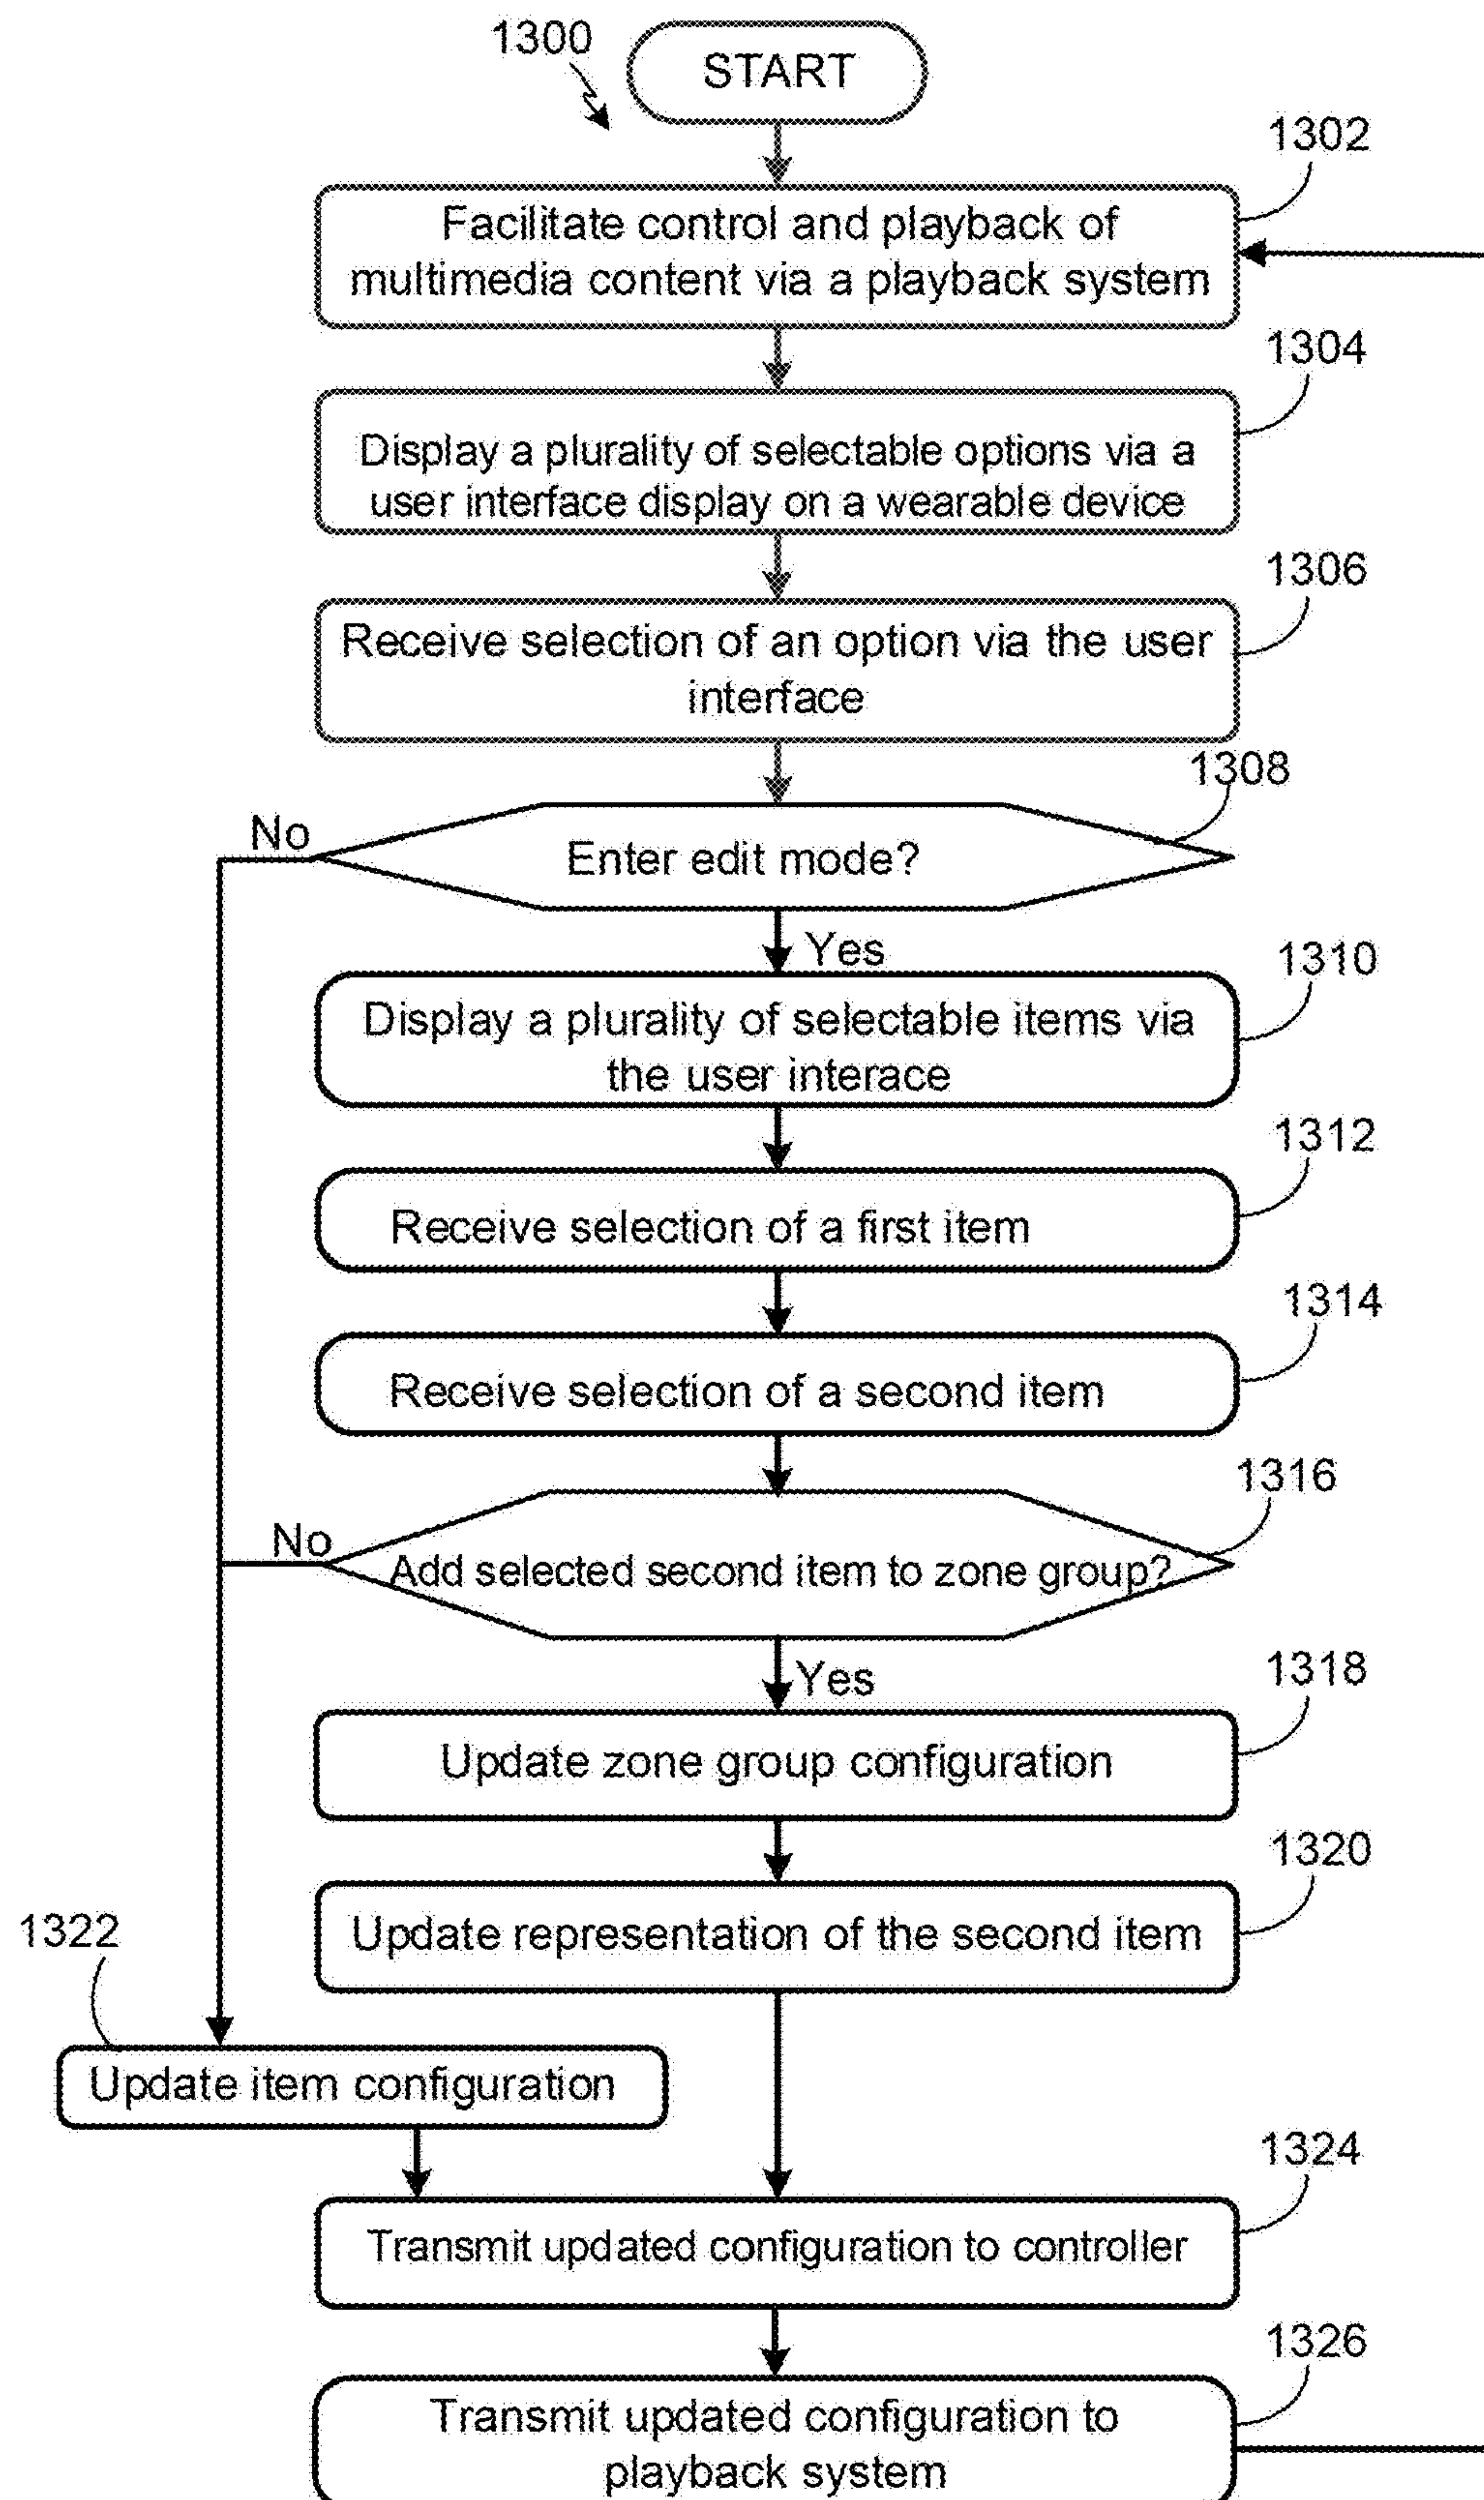 1300
START
1302
Facilitate control and playback of
multimedia content via a playback system
1304
Display a plurality of selectable options via a
user interface display on a wearable device
1306
Receive selection of an option via the user
interface
1308
No
Enter edit mode?
Yes
1310
Display a plurality of selectable items via
the user interace
1312
Receive selection of a first item
1314
Receive selection of a second item
1316
No
Add selected second item to zone group?
Yes
1318
Update zone group configuration
1320
Update representation of the second item
1322
Update item configuration
1324
Transmit updated configuration to controller
1326
Transmit updated configuration to
playback system